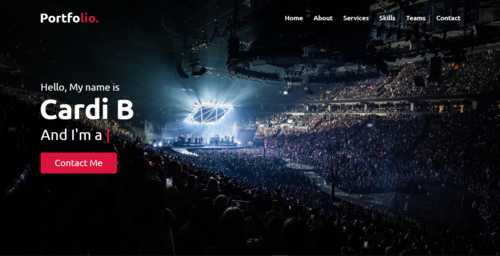 Portfolio.
Home About Services Skills Teams Contact
Hello, My name is
Cardi B
And I'm a
Contact Me